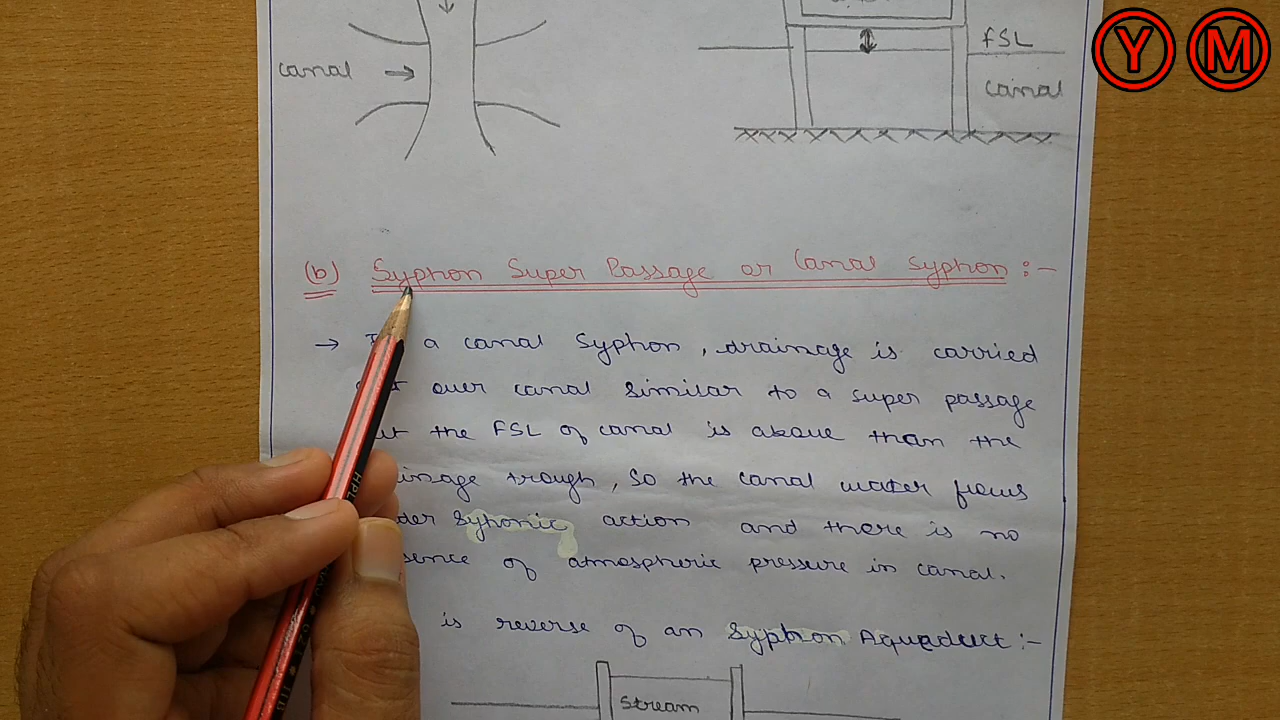 Y M
FSL
canal →
canal
(b) Syphon Super Passage or Canal Syphon :-
→ a canal Syphon, drainage is carried
over canal similar to a super passage
the FSL of canal is above than the
trough, so the canal water flows
Syphonic action and there is no
of atmospheric pressure in canal.
is reverse of an Syphon Aqueduct :-
Stream